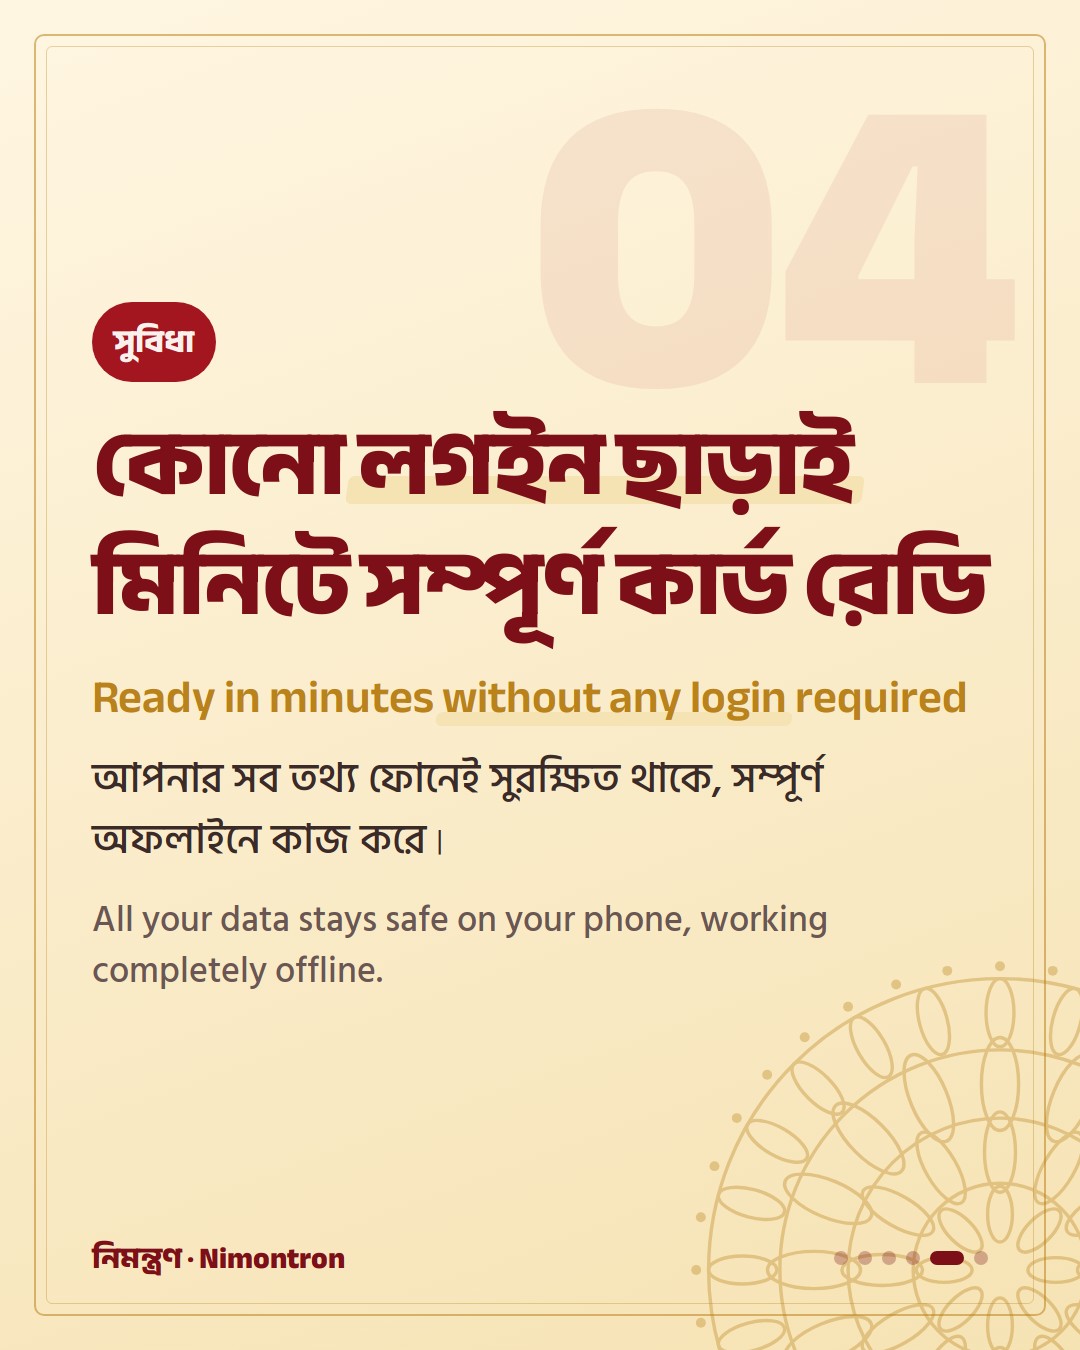 04
সুবিধা
কোনো লগইন ছাড়াই
মিনিটে সম্পূর্ণ কার্ড রেডি
Ready in minutes without any login required
আপনার সব তথ্য ফোনেই সুরক্ষিত থাকে, সম্পূর্ণ
অফলাইনে কাজ করে।
All your data stays safe on your phone, working
completely offline.
নিমন্ত্রণ · Nimontron